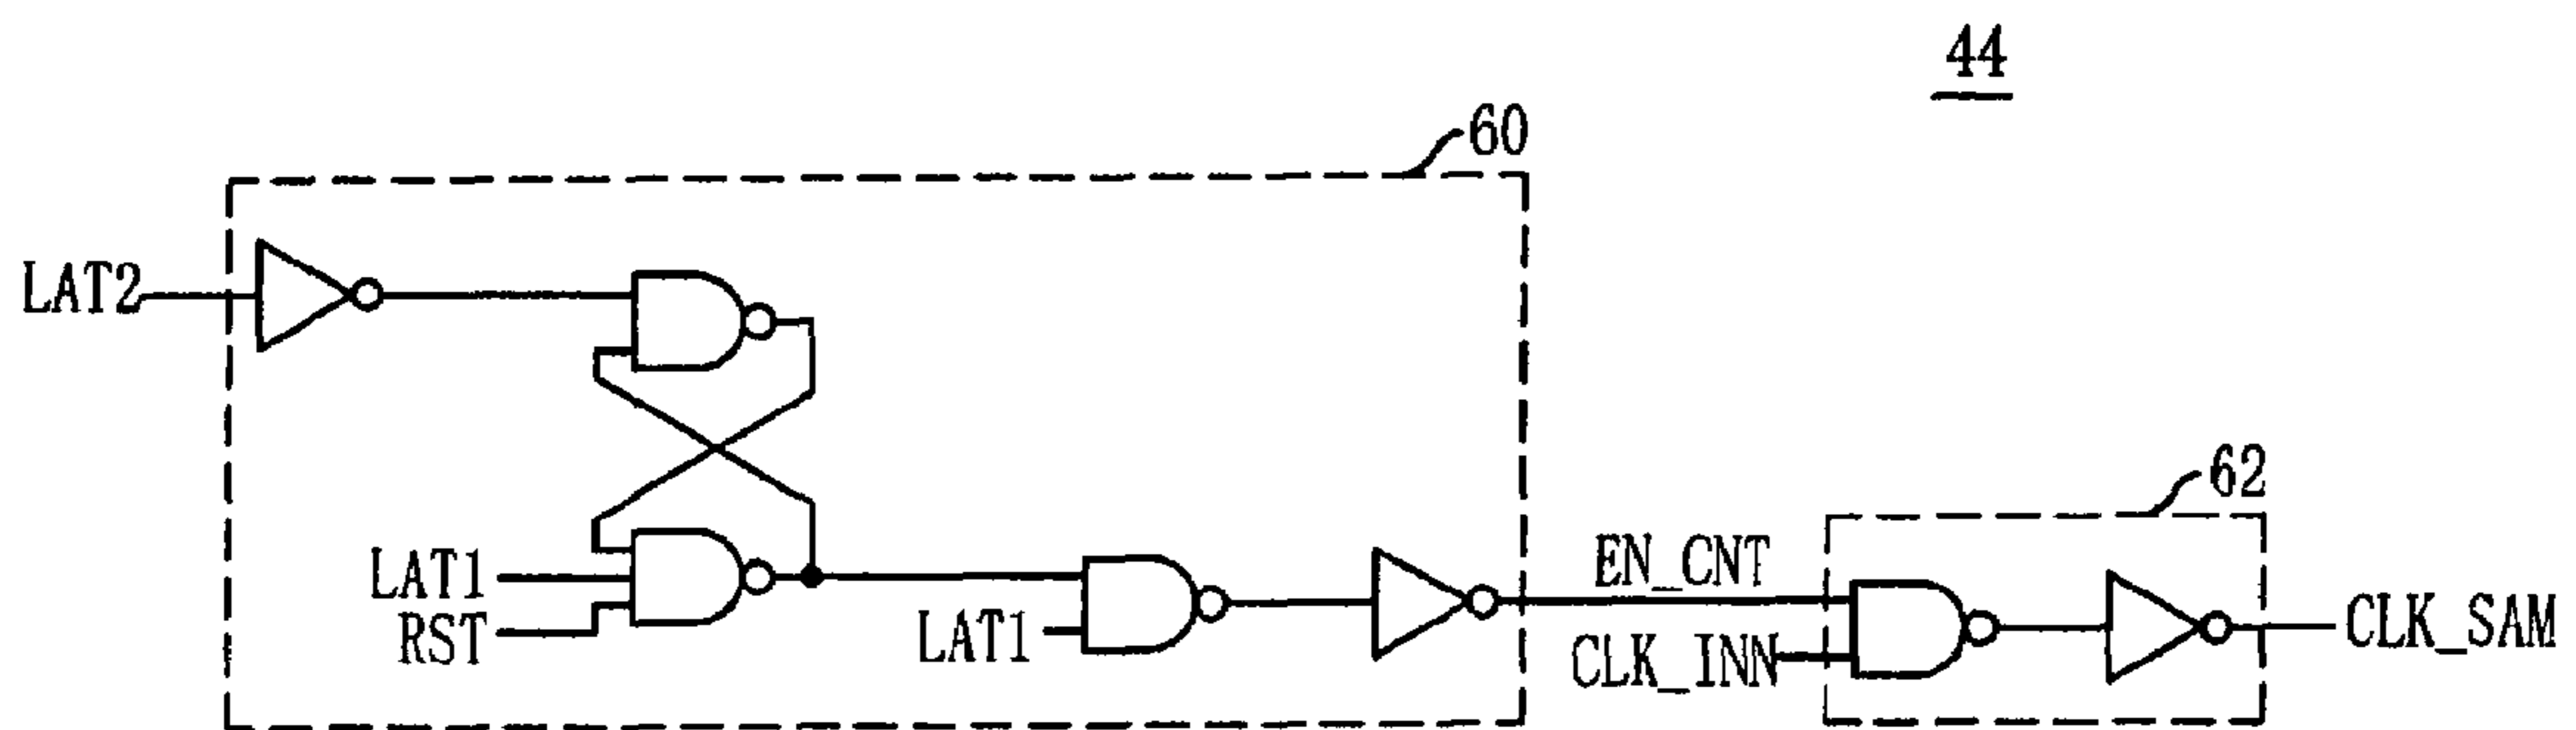 44
60
LAT2
62
LAT1
RST
LAT1
EN_CNT
CLK_INN
CLK_SAM